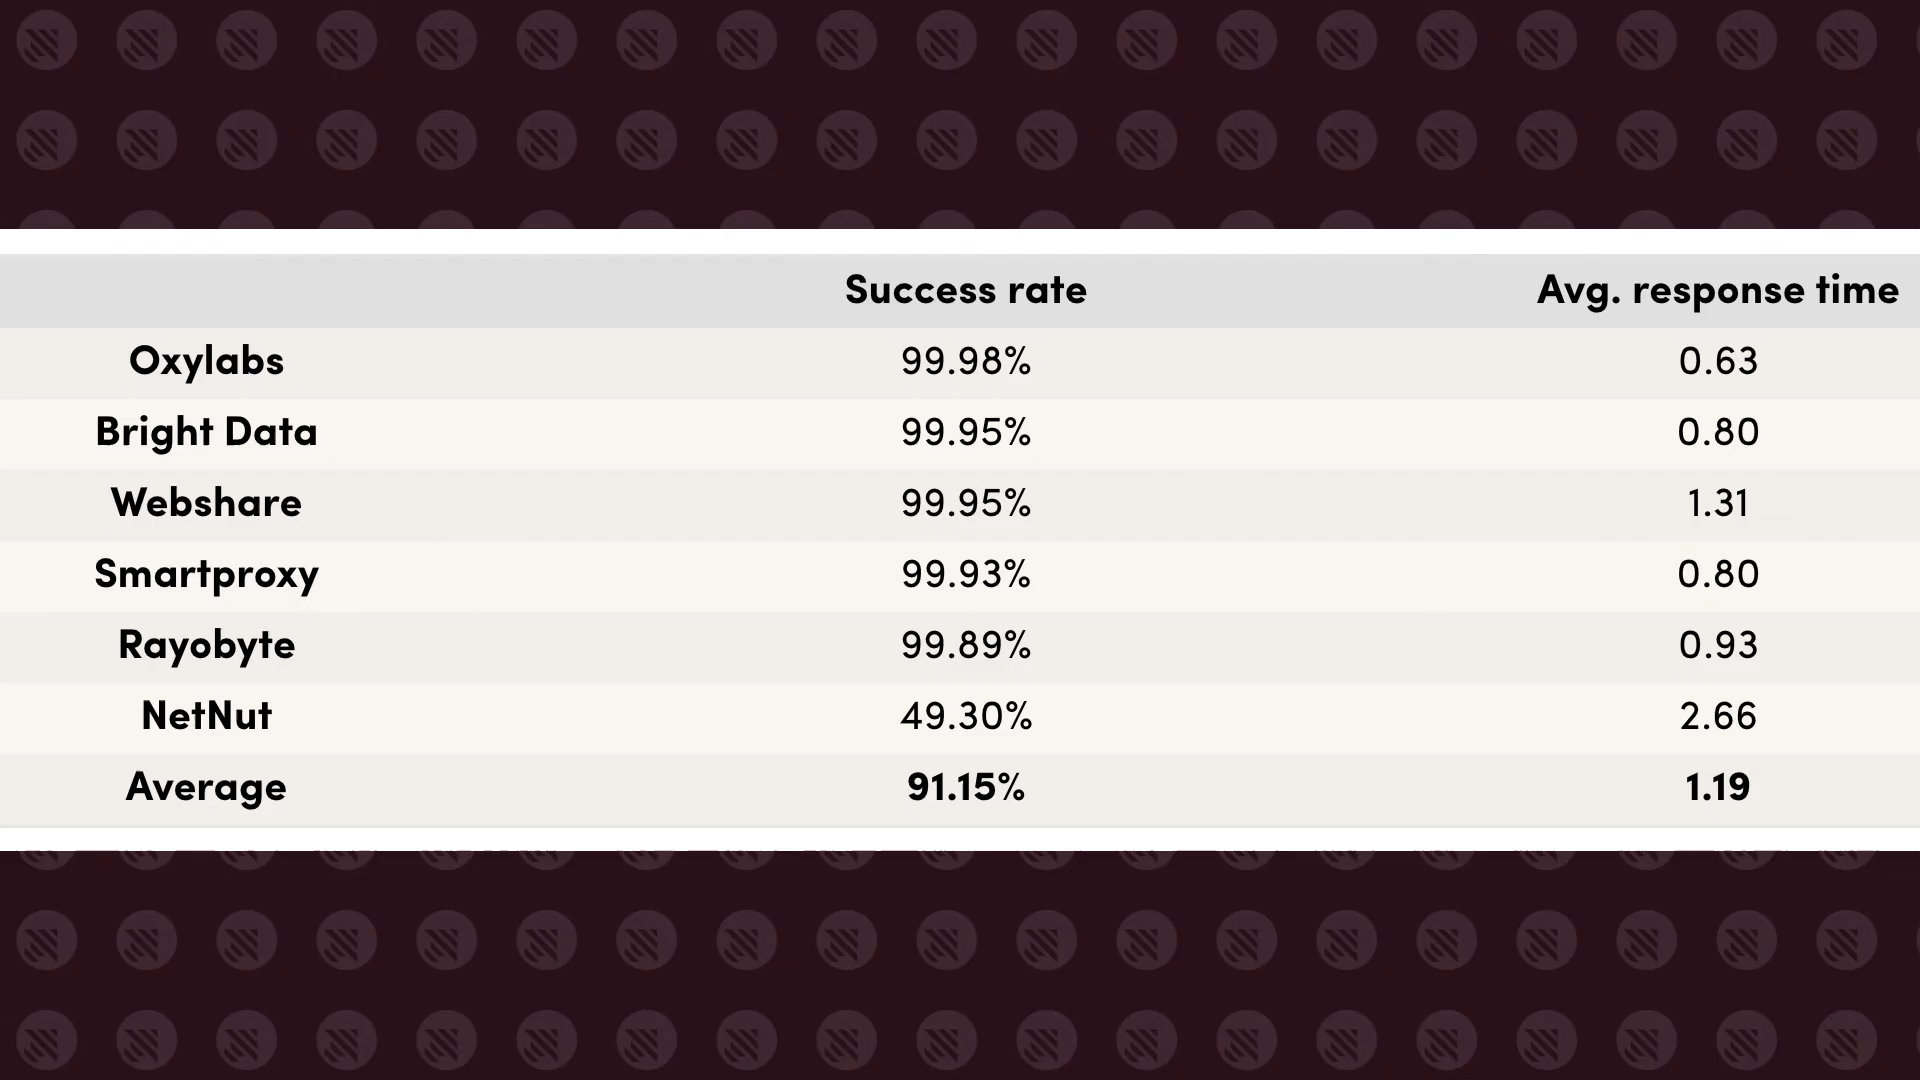 Success rate Avg. response time
Oxylabs 99.98% 0.63
Bright Data 99.95% 0.80
Webshare 99.95% 1.31
Smartproxy 99.93% 0.80
Rayobyte 99.89% 0.93
NetNut 49.30% 2.66
Average 91.15% 1.19